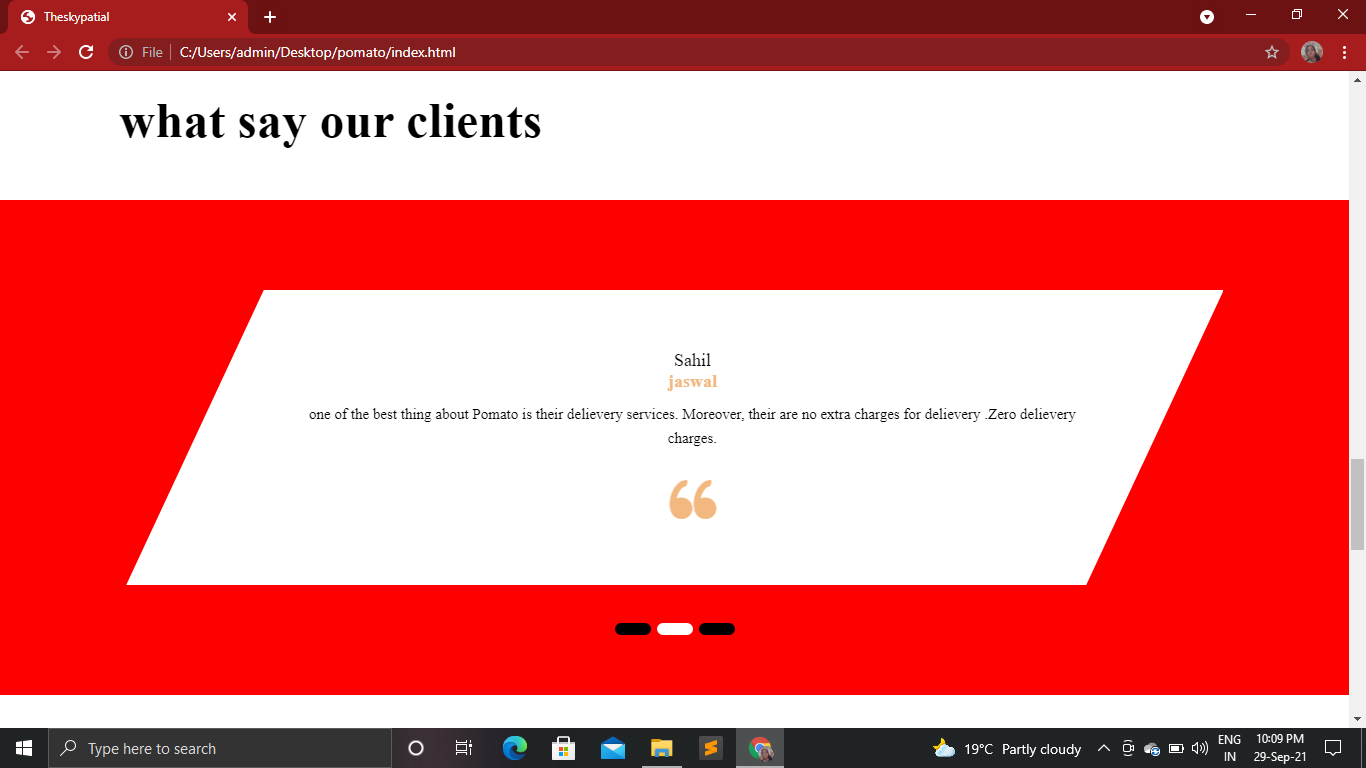 Theskypatial
File
C:/Users/admin/Desktop/pomato/index.html
what say our clients
Sahil
jaswal
one of the best thing about Pomato is their delievery services. Moreover, their are no extra charges for delievery .Zero delievery
charges.
❝
Type here to search
19°C Partly cloudy
ENG
IN
10:09 PM
29-Sep-21